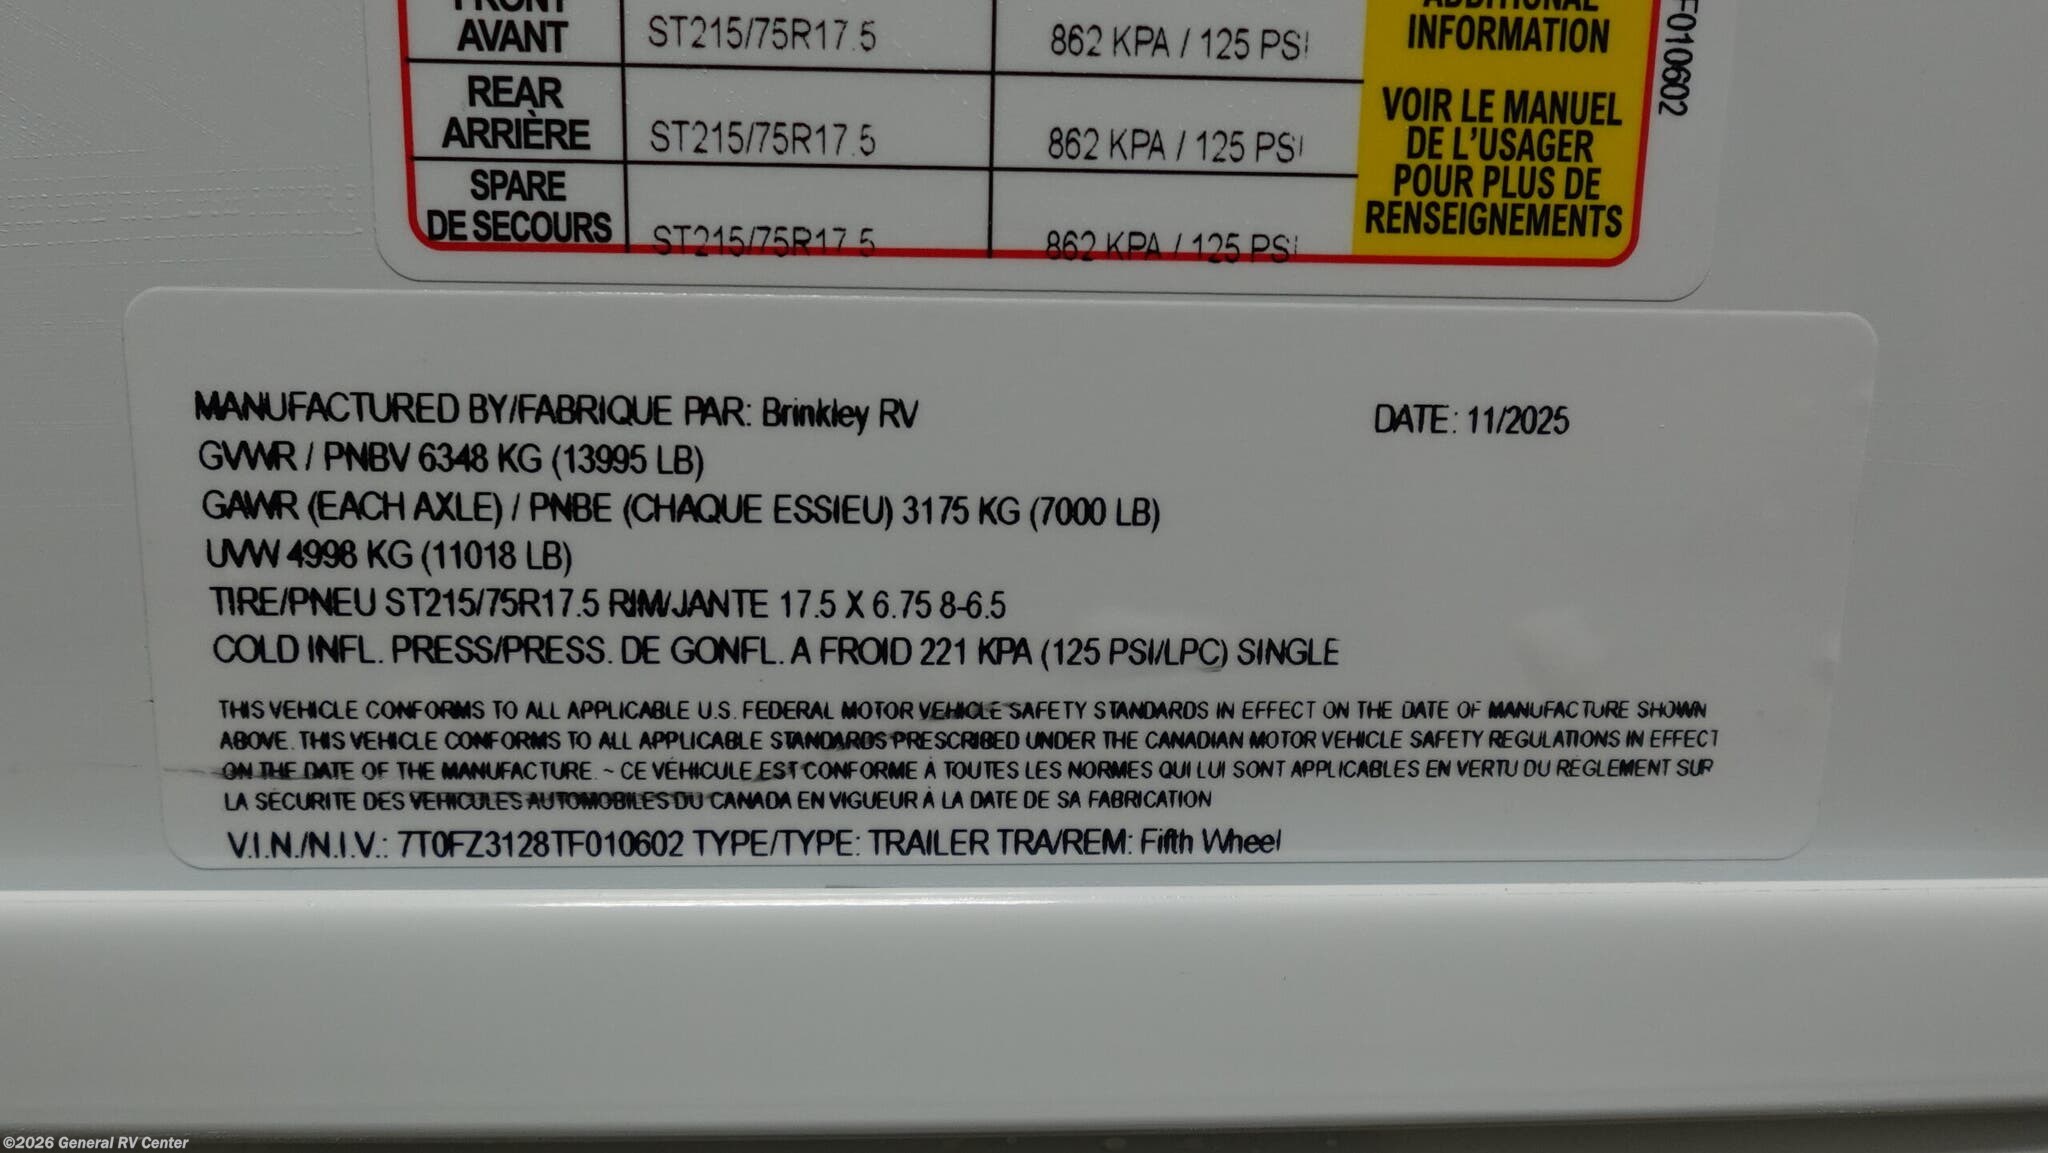 FRONT
AVANT
ST215/75R17.5
862 KPA / 125 PSI
ADDITIONAL
INFORMATION
REAR
ARRIÈRE
ST215/75R17.5
862 KPA / 125 PSI
VOIR LE MANUEL
DE L'USAGER
POUR PLUS DE
RENSEIGNEMENTS
SPARE
DE SECOURS
ST215/75R17.5
862 KPA / 125 PSI
F010602
MANUFACTURED BY/FABRIQUE PAR: Brinkley RV
DATE: 11/2025
GVWR / PNBV 6348 KG (13995 LB)
GAWR (EACH AXLE) / PNBE (CHAQUE ESSIEU) 3175 KG (7000 LB)
UVW 4998 KG (11018 LB)
TIRE/PNEU ST215/75R17.5 RIM/JANTE 17.5 X 6.75 8-6.5
COLD INFL. PRESS/PRESS. DE GONFL. A FROID 221 KPA (125 PSI/LPC) SINGLE
THIS VEHICLE CONFORMS TO ALL APPLICABLE U.S. FEDERAL MOTOR VEHICLE SAFETY STANDARDS IN EFFECT ON THE DATE OF MANUFACTURE SHOWN
ABOVE. THIS VEHICLE CONFORMS TO ALL APPLICABLE STANDARDS PRESCRIBED UNDER THE CANADIAN MOTOR VEHICLE SAFETY REGULATIONS IN EFFECT
ON THE DATE OF THE MANUFACTURE. ~ CE VÉHICULE EST CONFORME À TOUTES LES NORMES QUI LUI SONT APPLICABLES EN VERTU DU RÈGLEMENT SUR
LA SÉCURITÉ DES VÉHICULES AUTOMOBILES DU CANADA EN VIGUEUR À LA DATE DE SA FABRICATION
V.I.N./N.I.V.: 7T0FZ3128TF010602 TYPE/TYPE: TRAILER TRA/REM: Fifth Wheel
©2026 General RV Center